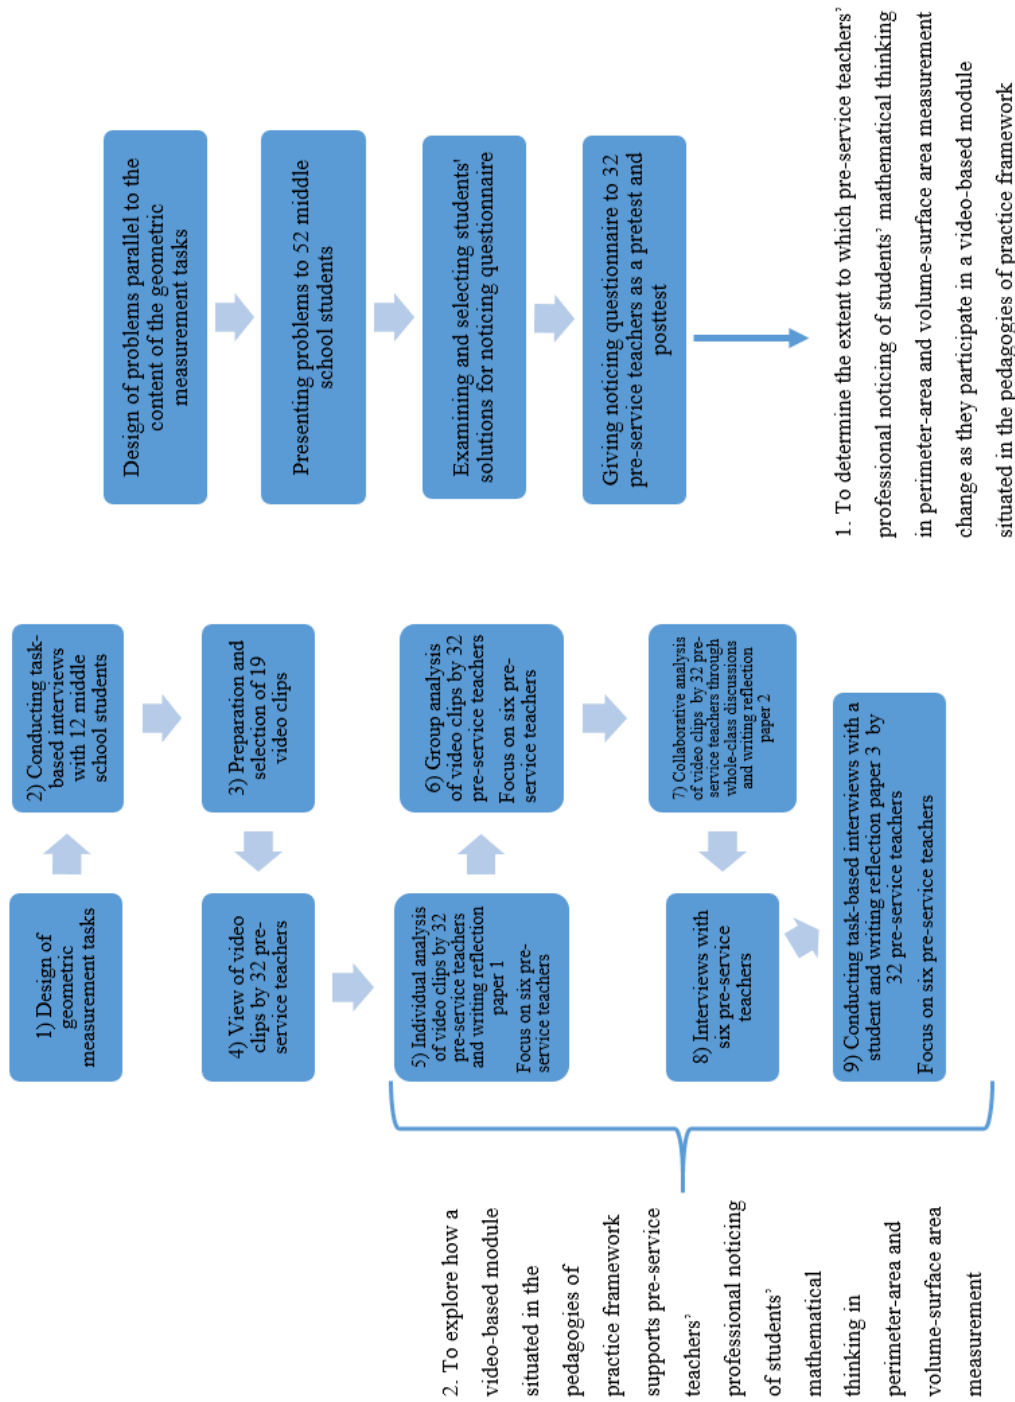 2. To explore how a
video-based module
situated in the
pedagogies of
practice framework
supports pre-service
teachers’
professional noticing
of students’
mathematical
thinking in
perimeter-area and
volume-surface area
measurement
1) Design of
geometric
measurement tasks
2) Conducting task-
based interviews
with 12 middle
school students
3) Preparation and
selection of 19
video clips
4) View of video
clips by 32 pre-
service teachers
5) Individual analysis
of video clips by 32
pre-service teachers
and writing reflection
paper 1
Focus on six pre-
service teachers
6) Group analysis
of video clips by 32
pre-service teachers
Focus on six pre-
service teachers
7) Collaborative analysis
of video clips by 32 pre-
service teachers through
whole-class discussions
and writing reflection
paper 2
8) Interviews with
six pre-service
teachers
9) Conducting task-based interviews with a
student and writing reflection paper 3 by
32 pre-service teachers
Focus on six pre-service teachers
Design of problems parallel to the
content of the geometric
measurement tasks
Presenting problems to 52 middle
school students
Examining and selecting students'
solutions for noticing questionnaire
Giving noticing questionnaire to 32
pre-service teachers as a pretest and
posttest
1. To determine the extent to which pre-service teachers’
professional noticing of students’ mathematical thinking
in perimeter-area and volume-surface area measurement
change as they participate in a video-based module
situated in the pedagogies of practice framework